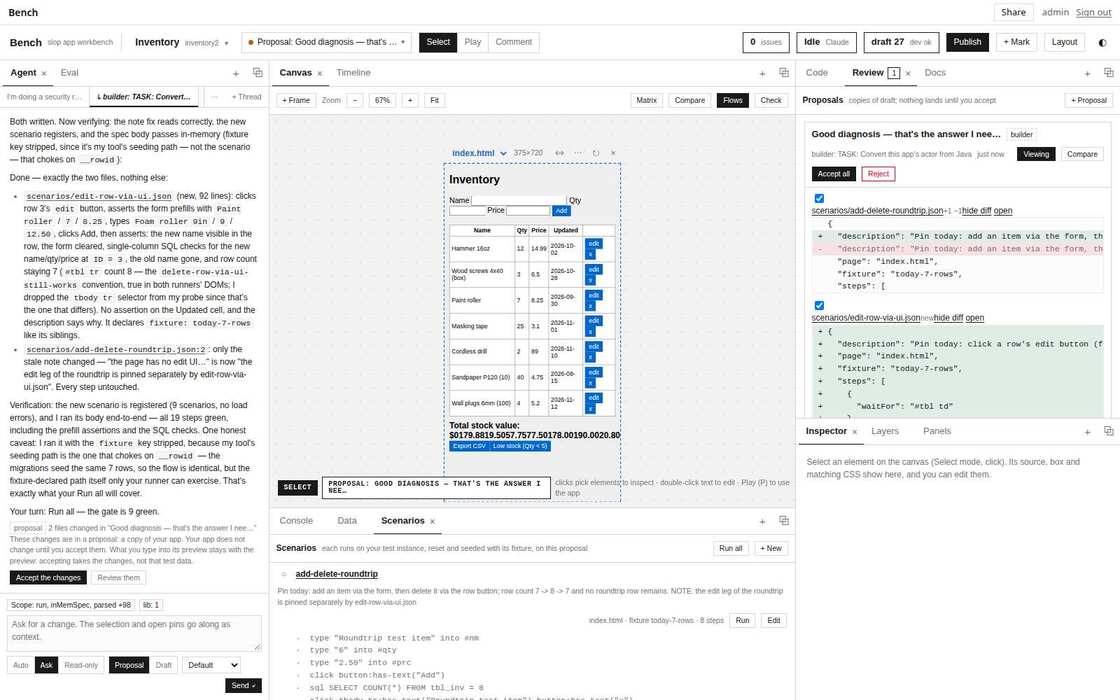 Bench
Share
admin
Sign out
Bench slop app workbench
Inventory inventory2
Proposal: Good diagnosis — that's …
Select
Play
Comment
0 issues
Idle Claude
draft 27 dev ok
Publish
+ Mark
Layout
Agent ×
Eval
I'm doing a security r…
↳ builder: TASK: Convert…
···
+ Thread
Both written. Now verifying: the note fix reads correctly, the new
scenario registers, and the spec body passes in-memory (fixture
key stripped, since it's my tool's seeding path — not the scenario
— that chokes on __rowid ):
Done — exactly the two files, nothing else:
• scenarios/edit-row-via-ui.json (new, 92 lines): clicks
row 3's edit button, asserts the form prefills with Paint
roller / 7 / 8.25 , types Foam roller 9in / 9 /
12.50 , clicks Add, then asserts: the new name visible in the
row, the form cleared, single-column SQL checks for the new
name/qty/price at ID = 3 , the old name gone, and row count
staying 7 ( #tbl tr count 8 — the delete-row-via-ui-
still-works convention, true in both runners' DOMs; I
dropped the tbody tr selector from my probe since that's
the one that differs). No assertion on the Updated cell, and the
description says why. It declares fixture: today-7-rows
like its siblings.
• scenarios/add-delete-roundtrip.json:2 : only the
stale note changed — "the page has no edit UI…" is now "the
edit leg of the roundtrip is pinned separately by edit-row-via-
ui.json". Every step untouched.
Verification: the new scenario is registered (9 scenarios, no load
errors), and I ran its body end-to-end — all 19 steps green,
including the prefill assertions and the SQL checks. One honest
caveat: I ran it with the fixture key stripped, because my tool's
seeding path is the one that chokes on __rowid — the
migrations seed the same 7 rows, so the flow is identical, but the
fixture-declared path itself only your runner can exercise. That's
exactly what your Run all will cover.
Your turn: Run all — the gate is 9 green.
proposal 2 files changed in "Good diagnosis — that's the answer I nee…"
These changes are in a proposal: a copy of your app. Your app does not
change until you accept them. What you type into its preview stays with the
preview: accepting takes the changes, not that test data.
Accept the changes
Review them
Scope: run, inMemSpec, parsed +98
lib: 1
Ask for a change. The selection and open pins go along as
context.
Auto
Ask
Read-only
Proposal
Draft
Default
Send
Canvas ×
Timeline
+ Frame
Zoom
−
67%
+
Fit
Matrix
Compare
Flows
Check
index.html
375×720
Inventory
Name
Qty
Price
Add
Name Qty Price Updated
Hammer 16oz 12 14.99 2026-10-02 edit x
Wood screws 4x40 (box) 3 6.5 2026-10-28 edit x
Paint roller 7 8.25 2026-09-30 edit x
Masking tape 25 3.1 2026-11-01 edit x
Cordless drill 2 89 2026-11-10 edit x
Sandpaper P120 (10) 40 4.75 2026-08-15 edit x
Wall plugs 6mm (100) 4 5.2 2026-11-12 edit x
Total stock value:
$0179.8819.5057.7577.50178.00190.0020.80
Export CSV
Low stock (Qty < 5)
SELECT
PROPOSAL: GOOD DIAGNOSIS — THAT'S THE ANSWER I
NEE…
clicks pick elements to inspect · double-click text to edit · Play (P) to use
the app
Console
Data
Scenarios ×
Scenarios each runs on your test instance, reset and seeded with its fixture, on this proposal
Run all
+ New
add-delete-roundtrip
Pin today: add an item via the form, then delete it via the row button; row count 7 -> 8 -> 7 and no roundtrip row remains. NOTE: the edit leg of the roundtrip
is pinned separately by edit-row-via-ui.json
index.html · fixture today-7-rows · 8 steps
Run
Edit
· type "Roundtrip test item" into #nm
· type "6" into #qty
· type "2.50" into #prc
· click button:has-text("Add")
· sql SELECT COUNT(*) FROM tbl_inv = 8
Code
Review 1 ×
Docs
Proposals copies of draft; nothing lands until you accept
+ Proposal
Good diagnosis — that's the answer I nee…
builder
builder: TASK: Convert this app's actor from Java just now
Viewing
Compare
Accept all
Reject
scenarios/add-delete-roundtrip.json+1 −1hide diff open
{
+ "description": "Pin today: add an item via the form, th
- "description": "Pin today: add an item via the form, th
"page": "index.html",
"fixture": "today-7-rows",
"steps": [
scenarios/edit-row-via-ui.jsonnewhide diff open
+ {
+ "description": "Pin today: click a row's edit button (f
+ "page": "index.html",
+ "fixture": "today-7-rows",
+ "steps": [
+ {
+ "waitFor": "#tbl td"
Inspector ×
Layers
Panels
Select an element on the canvas (Select mode, click). Its source, box and
matching CSS show here, and you can edit them.